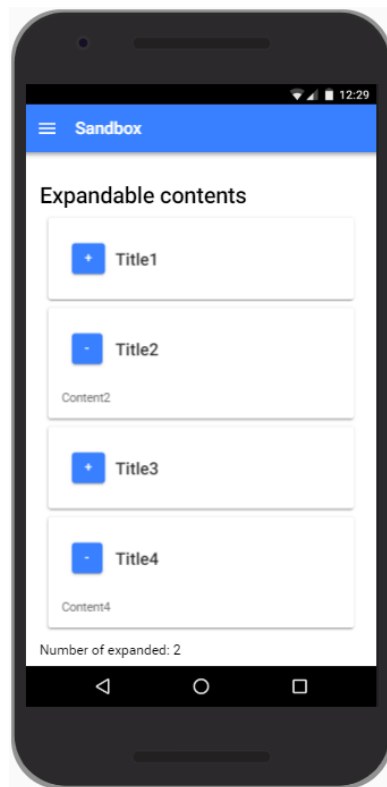 12:29
Sandbox
Expandable contents
+ Title1
- Title2
Content2
+ Title3
- Title4
Content4
Number of expanded: 2